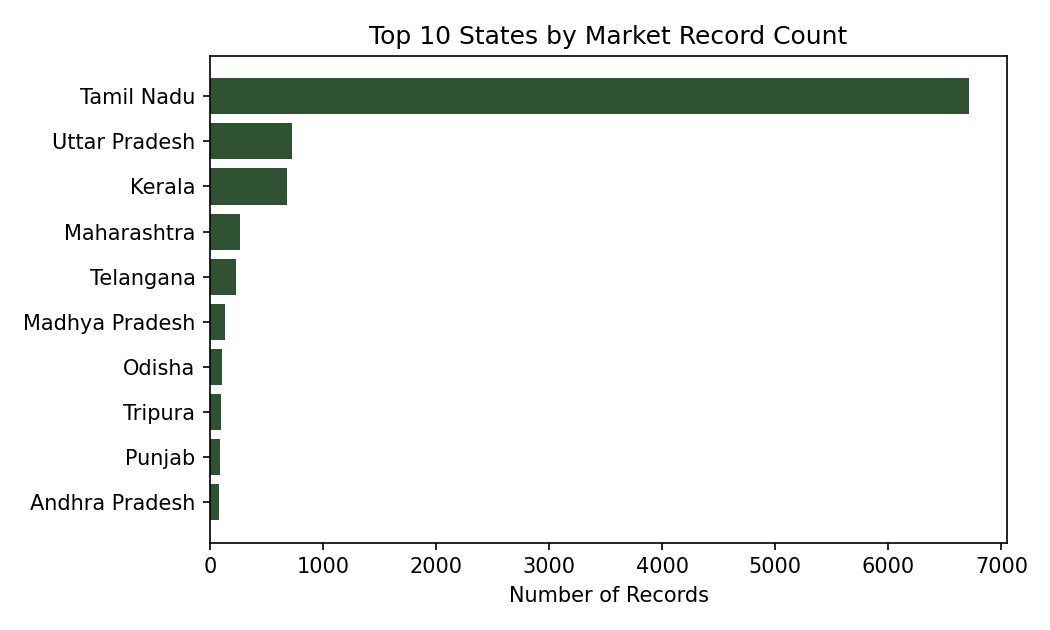 Top 10 States by Market Record Count
Tamil Nadu
Uttar Pradesh
Kerala
Maharashtra
Telangana
Madhya Pradesh
Odisha
Tripura
Punjab
Andhra Pradesh
0 1000 2000 3000 4000 5000 6000 7000
Number of Records